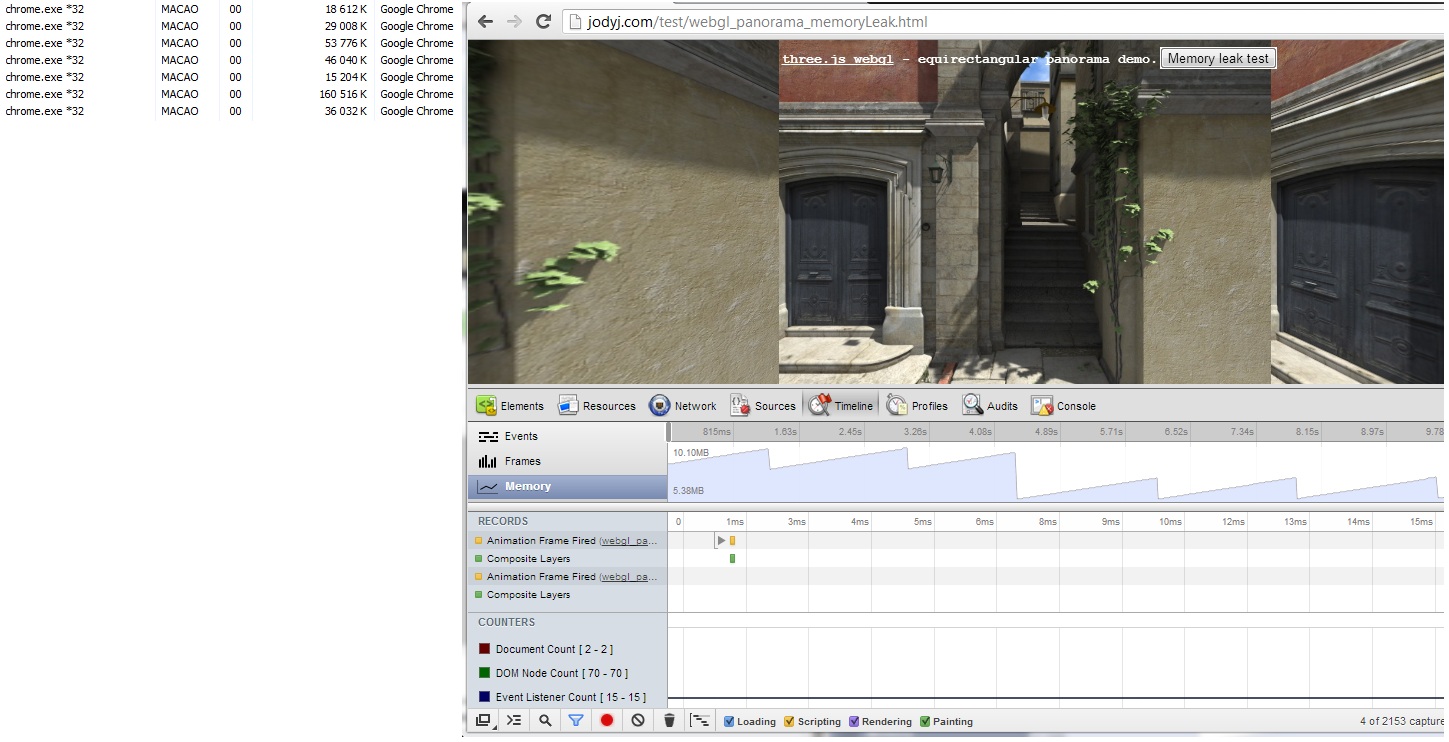 chrome.exe *32 MACAO 00 18 612 K Google Chrome
chrome.exe *32 MACAO 00 29 008 K Google Chrome
chrome.exe *32 MACAO 00 53 776 K Google Chrome
chrome.exe *32 MACAO 00 46 040 K Google Chrome
chrome.exe *32 MACAO 00 15 204 K Google Chrome
chrome.exe *32 MACAO 00 160 516 K Google Chrome
chrome.exe *32 MACAO 00 36 032 K Google Chrome
jodyj.com/test/webgl_panorama_memoryLeak.html
three.js webgl - equirectangular panorama demo. Memory leak test
Elements Resources Network Sources Timeline Profiles Audits Console
Events
Frames
Memory
815ms 1.63s 2.45s 3.26s 4.08s 4.89s 5.71s 6.52s 7.34s 8.15s 8.97s 9.78
10.10MB
5.38MB
RECORDS 0 1ms 3ms 4ms 5ms 6ms 8ms 9ms 10ms 12ms 13ms 14ms 15ms
Animation Frame Fired (webgl_pa...
Composite Layers
Animation Frame Fired (webgl_pa...
Composite Layers
COUNTERS
Document Count [ 2 - 2 ]
DOM Node Count [ 70 - 70 ]
Event Listener Count [ 15 - 15 ]
Loading Scripting Rendering Painting 4 of 2153 capture